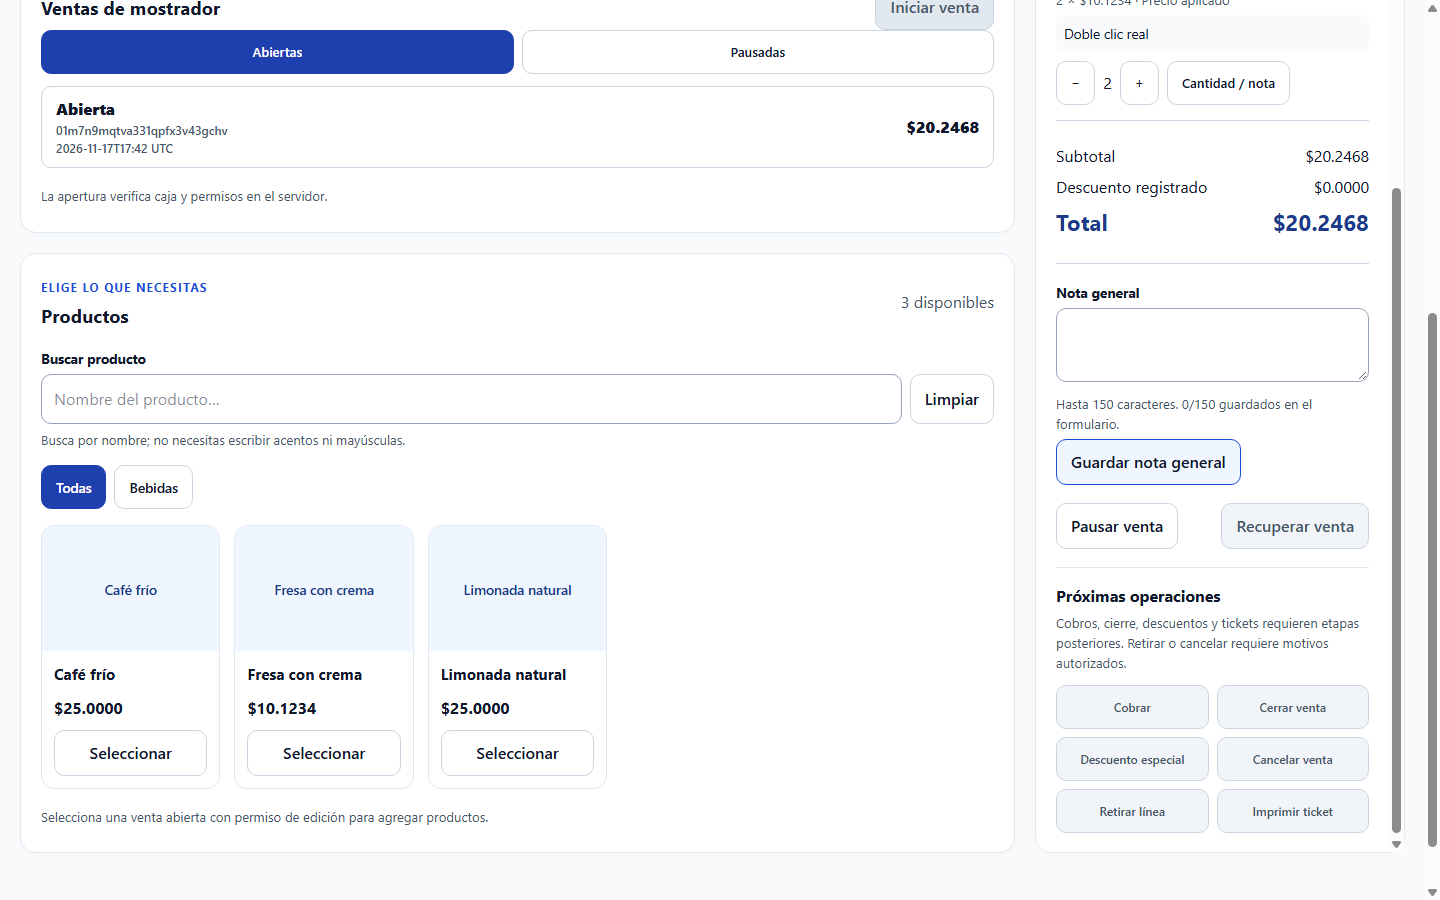 Ventas de mostrador
Iniciar venta
Abiertas
Pausadas
Abierta
01m7n9mqtva331qpfx3v43gchv
2026-11-17T17:42 UTC
$20.2468
La apertura verifica caja y permisos en el servidor.
ELIGE LO QUE NECESITAS
Productos
3 disponibles
Buscar producto
Nombre del producto...
Limpiar
Busca por nombre; no necesitas escribir acentos ni mayúsculas.
Todas
Bebidas
Café frío
Fresa con crema
Limonada natural
Café frío
$25.0000
Seleccionar
Fresa con crema
$10.1234
Seleccionar
Limonada natural
$25.0000
Seleccionar
Selecciona una venta abierta con permiso de edición para agregar productos.
2 × $10.1234 · Precio aplicado
Doble clic real
−
2
+
Cantidad / nota
Subtotal
$20.2468
Descuento registrado
$0.0000
Total
$20.2468
Nota general
Hasta 150 caracteres. 0/150 guardados en el
formulario.
Guardar nota general
Pausar venta
Recuperar venta
Próximas operaciones
Cobros, cierre, descuentos y tickets requieren etapas
posteriores. Retirar o cancelar requiere motivos
autorizados.
Cobrar
Cerrar venta
Descuento especial
Cancelar venta
Retirar línea
Imprimir ticket